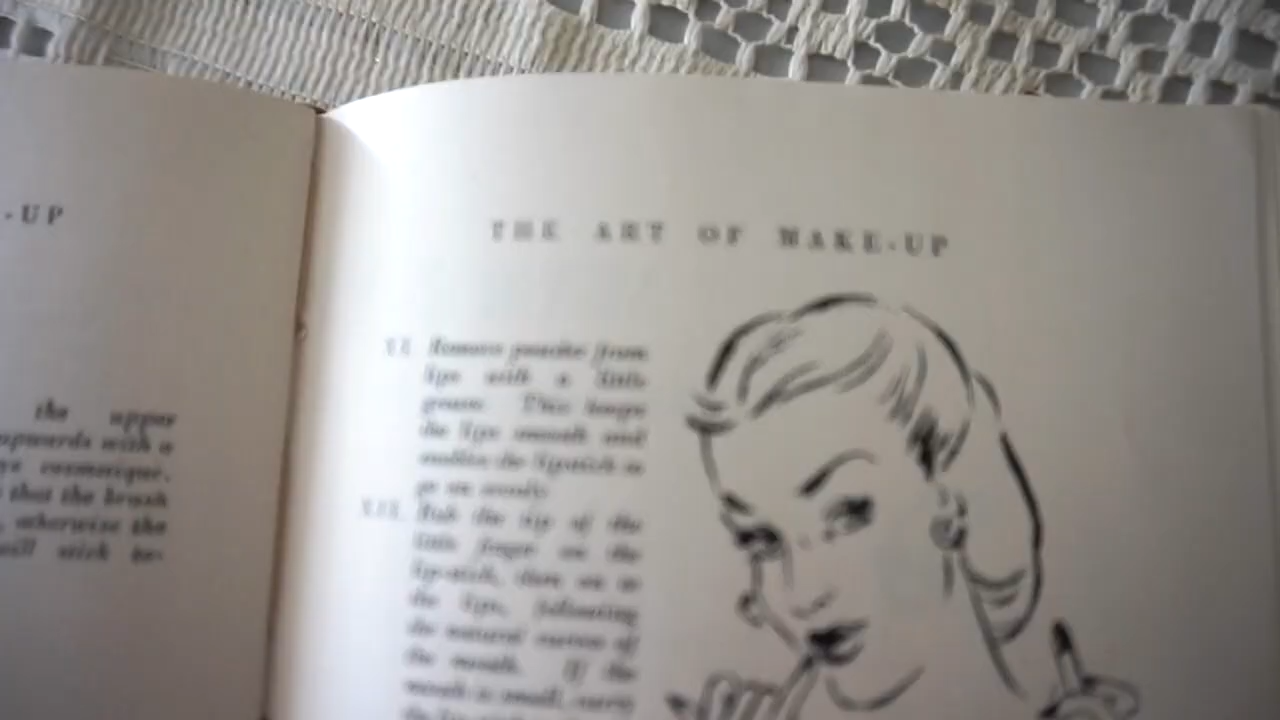 -UP
the upper
upwards with a
cosmetique.
that the brush
, otherwise the
will stick to-
THE ART OF MAKE-UP
XI. Remove powder from
lips with a little
grease. This keeps
the lips smooth and
enables the lipstick to
go on evenly.
XII. Rub the tip of the
little finger on the
lip-stick, then on to
the lips, following
the natural curves of
the mouth. If the
mouth is small, carry
the lip-stick